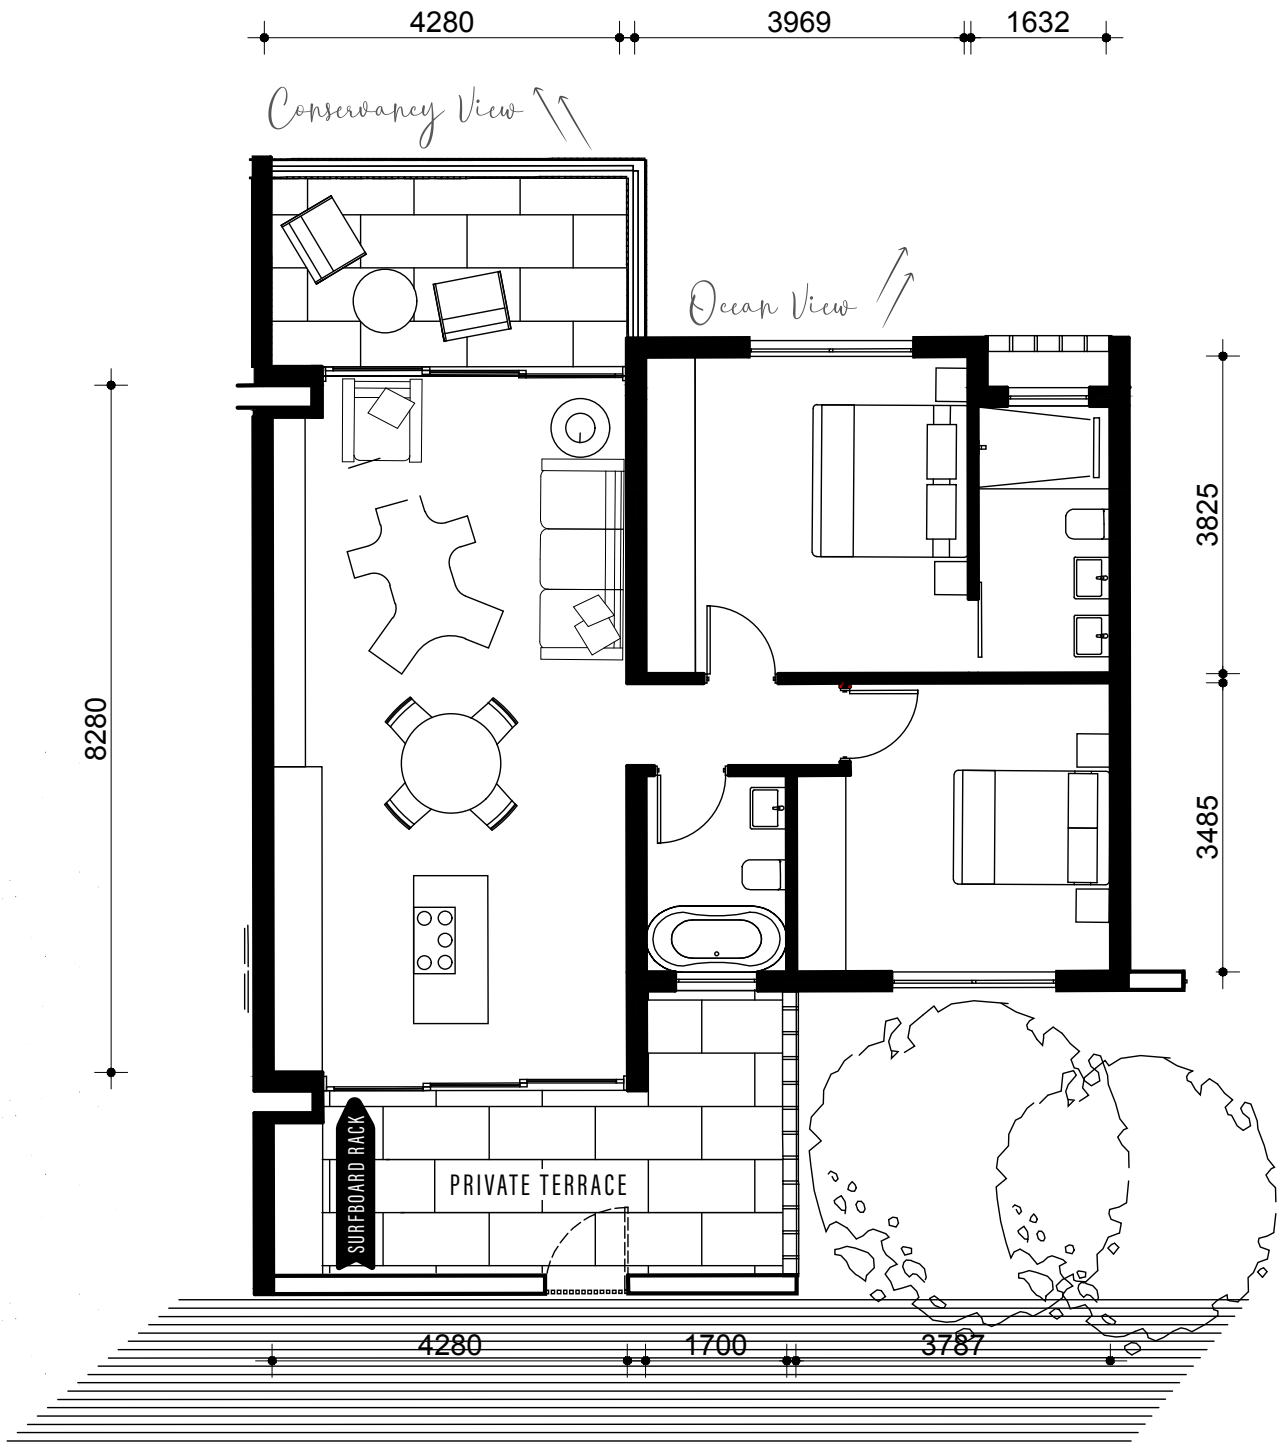 4280 3969 1632
Conservancy View
Ocean View
3825
8280
3485
SURFBOARD RACK
PRIVATE TERRACE
4280 1700 3787